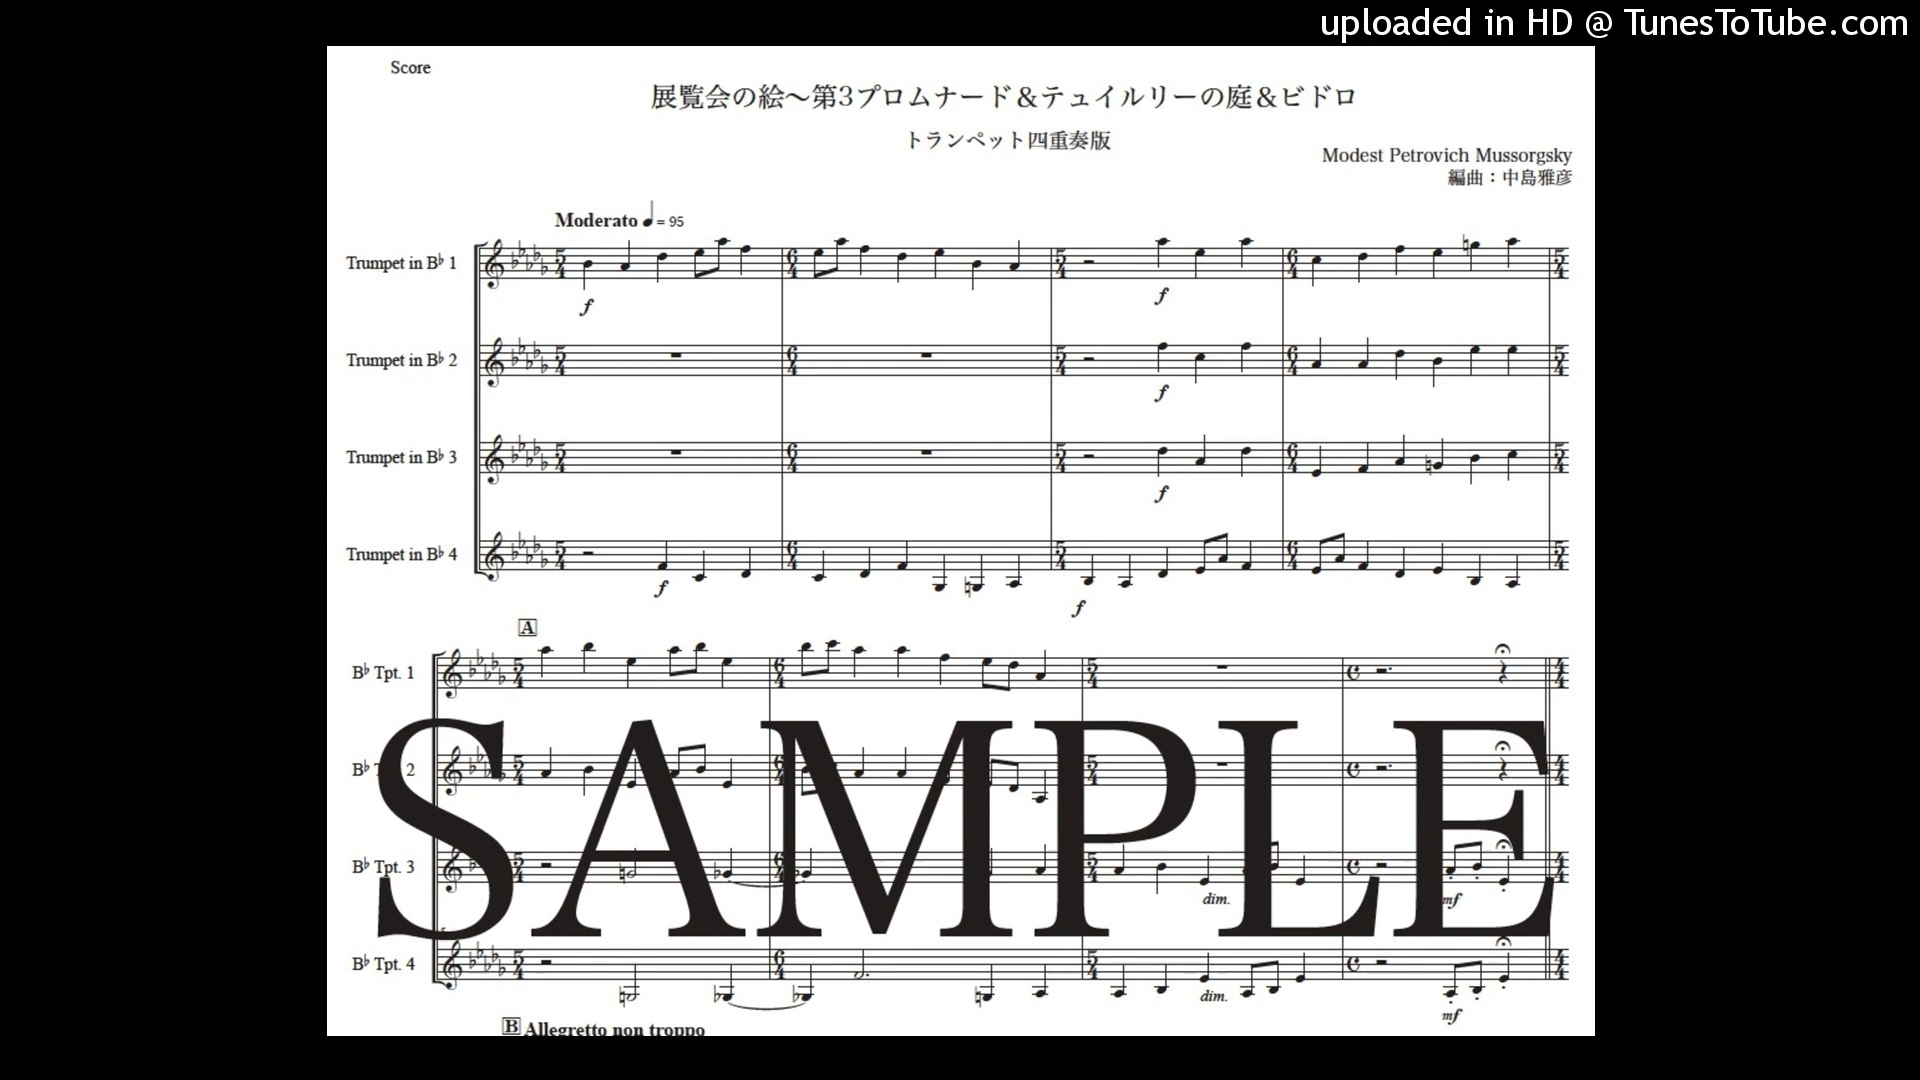 uploaded in HD @ TunesToTube.com
Score
展覧会の絵～第3プロムナード＆テュイルリーの庭＆ビドロ
トランペット四重奏版
Modest Petrovich Mussorgsky
編曲：中島雅彦
Moderato ♩= 95
Trumpet in B♭ 1
f
f
Trumpet in B♭ 2
f
Trumpet in B♭ 3
f
Trumpet in B♭ 4
f
f
A
B♭ Tpt. 1
SAMPLE
B♭ 2
B♭ Tpt. 3
dim.
mf
B♭ Tpt. 4
dim.
mf
B Allegretto non troppo